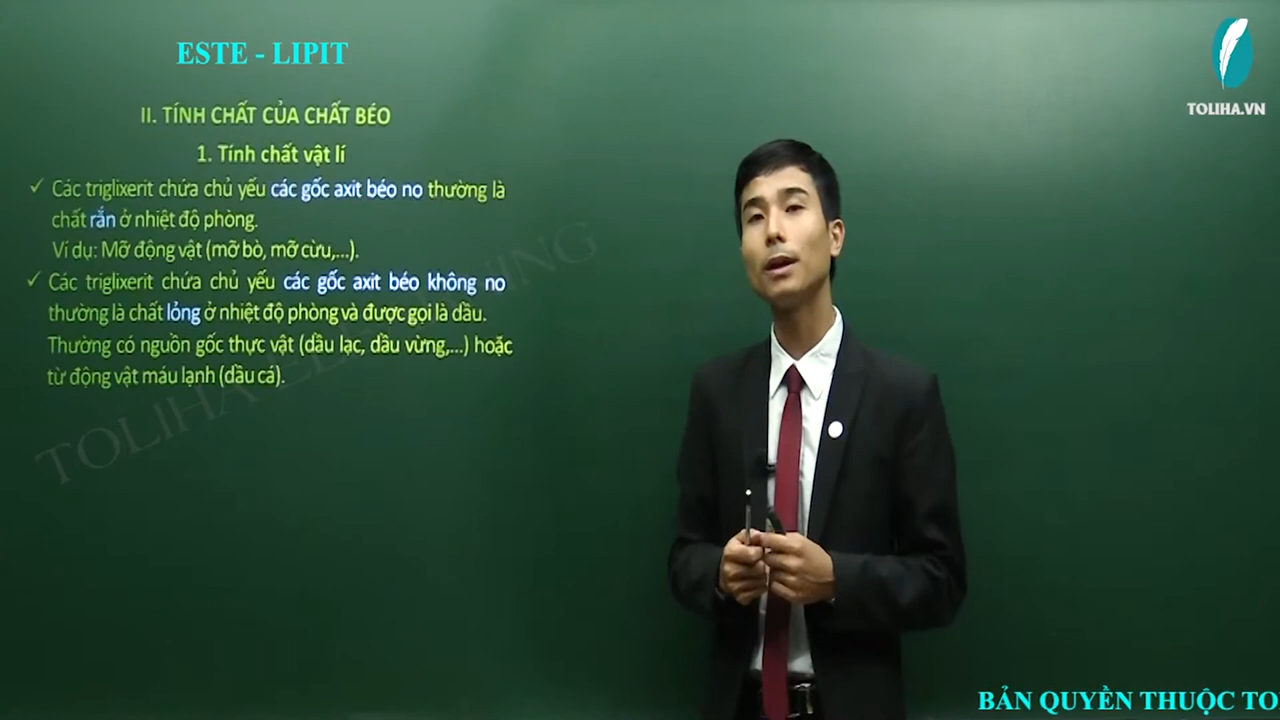 ESTE - LIPIT
TOLIHA.VN
II. TÍNH CHẤT CỦA CHẤT BÉO
1. Tính chất vật lí
✓ Các triglixerit chứa chủ yếu các gốc axit béo no thường là
chất rắn ở nhiệt độ phòng.
Ví dụ: Mỡ động vật (mỡ bò, mỡ cừu,...).
✓ Các triglixerit chứa chủ yếu các gốc axit béo không no
thường là chất lỏng ở nhiệt độ phòng và được gọi là dầu.
Thường có nguồn gốc thực vật (dầu lạc, dầu vừng,...) hoặc
từ động vật máu lạnh (dầu cá).
TOLIHA
BẢN QUYỀN THUỘC TO